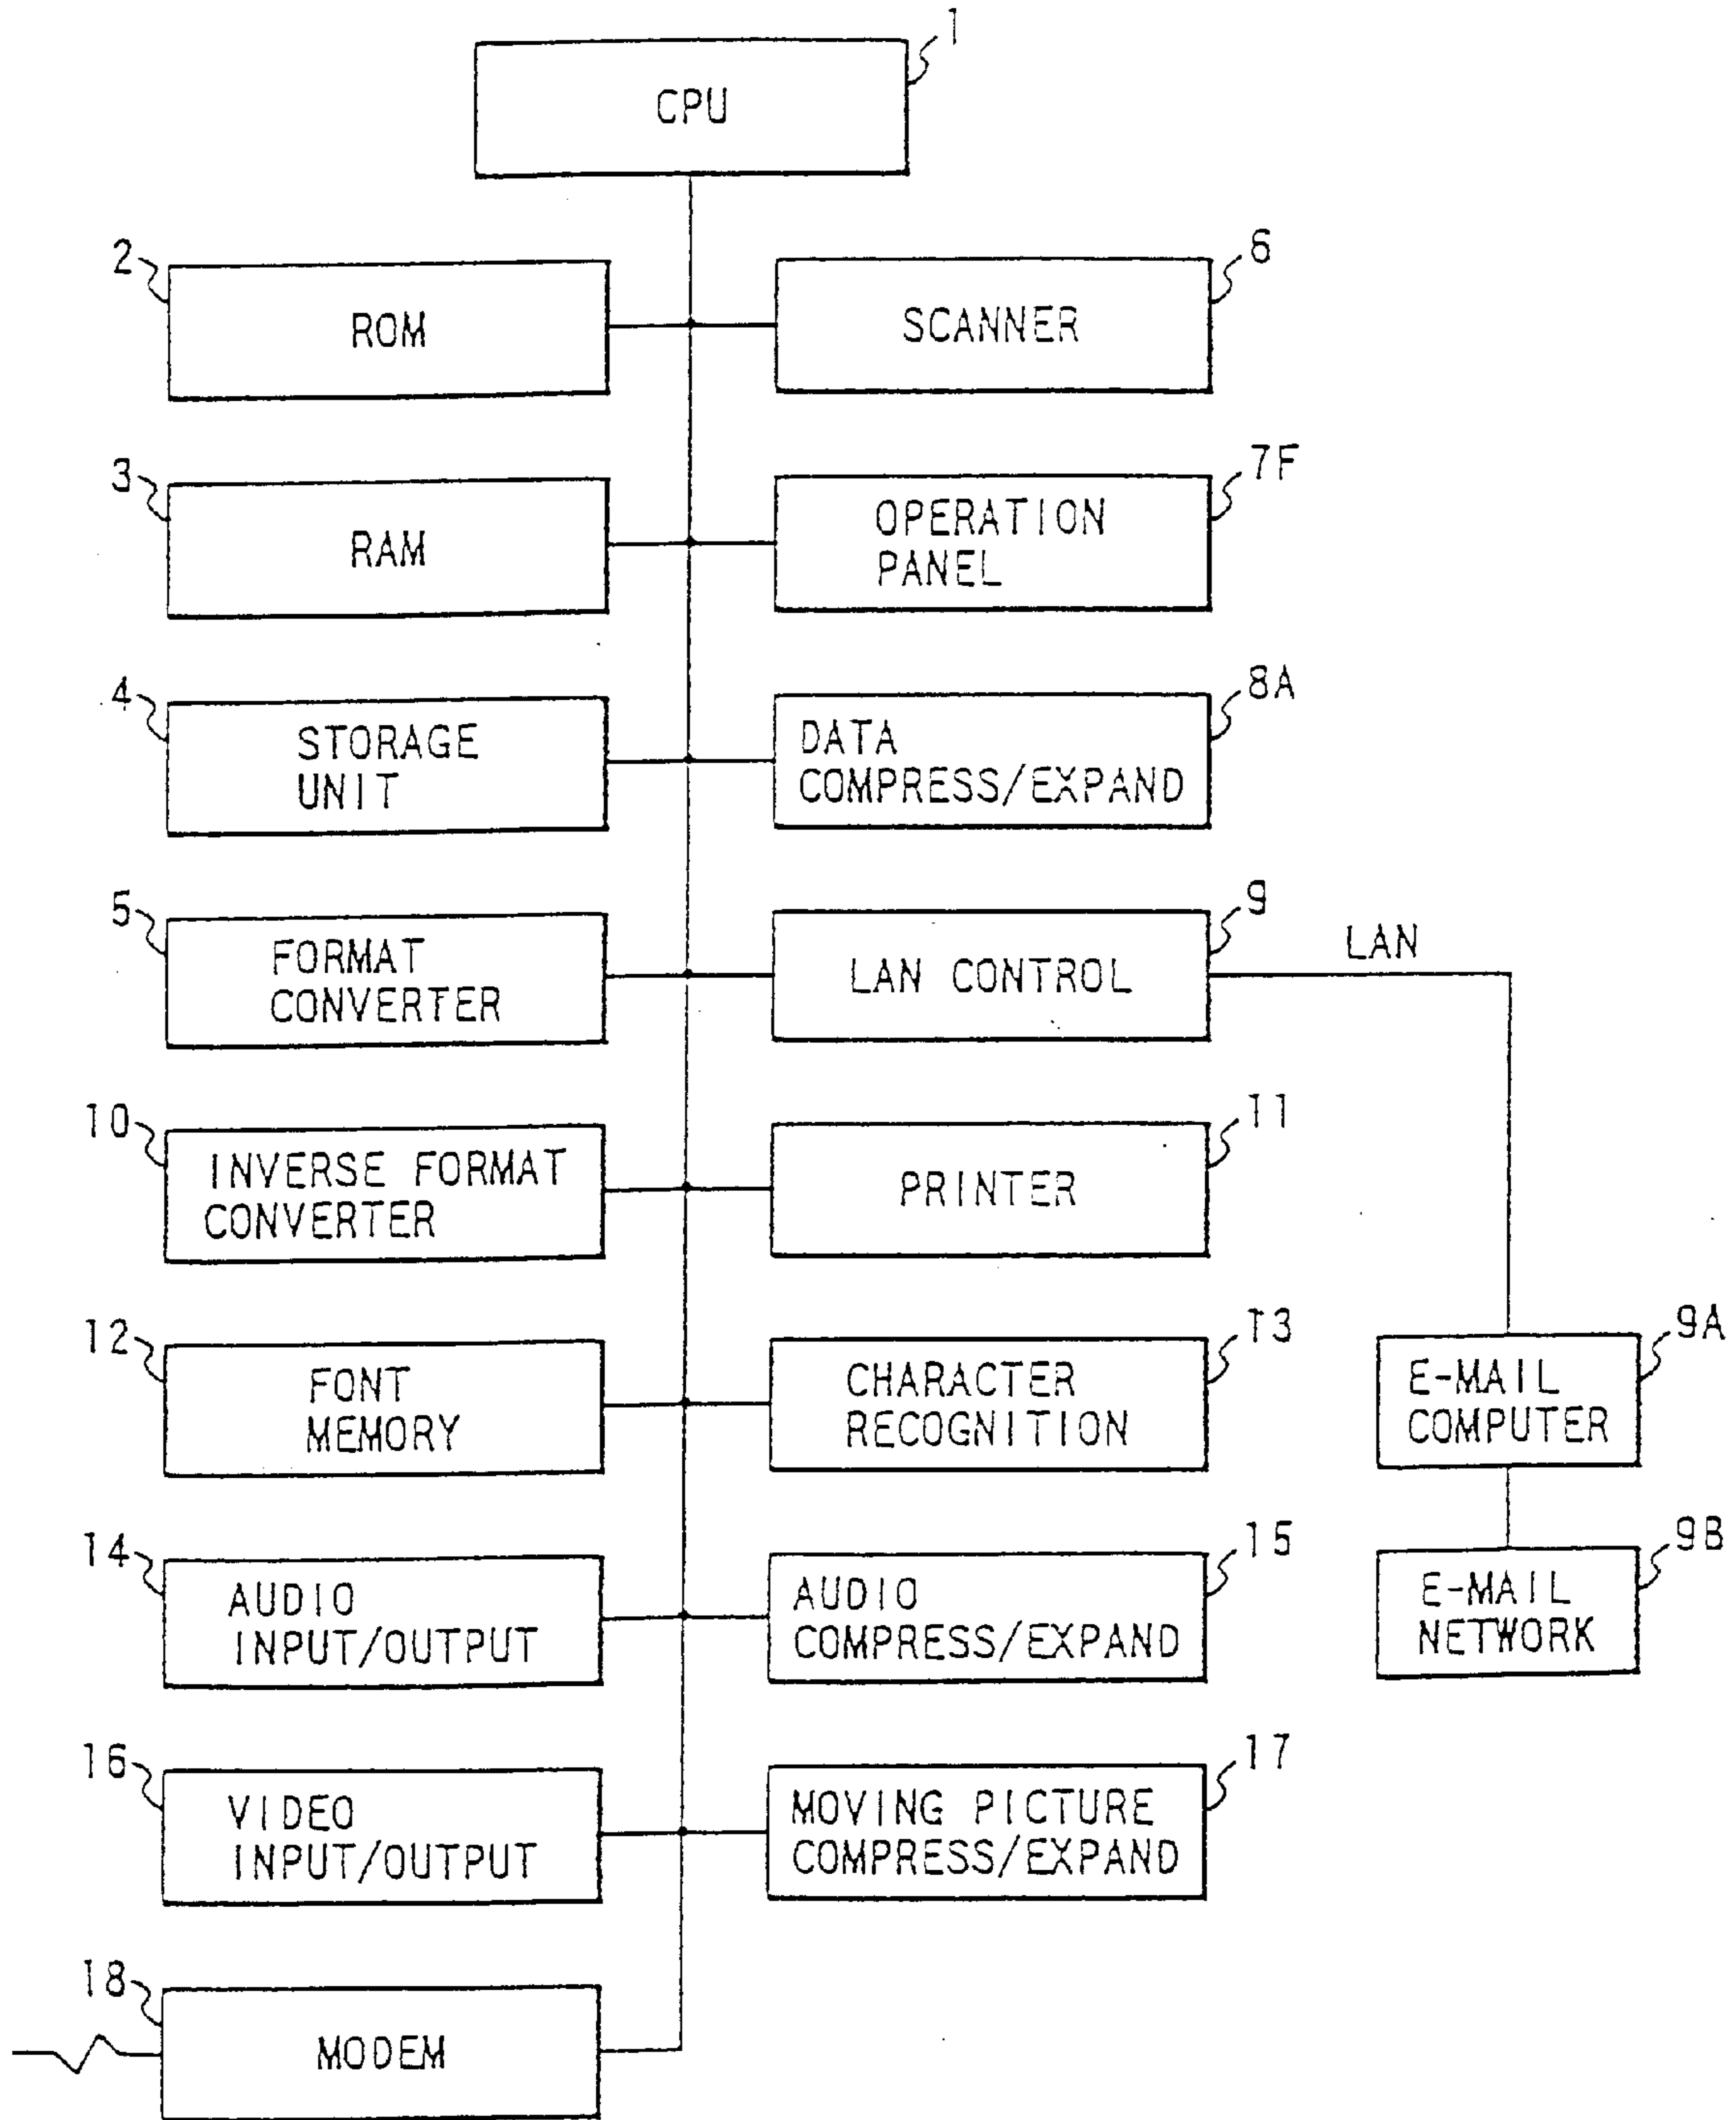 1
CPU
2
ROM
6
SCANNER
3
RAM
7F
OPERATION
PANEL
4
STORAGE
UNIT
8A
DATA
COMPRESS/EXPAND
5
FORMAT
CONVERTER
9
LAN CONTROL
LAN
10
INVERSE FORMAT
CONVERTER
11
PRINTER
12
FONT
MEMORY
13
CHARACTER
RECOGNITION
9A
E-MAIL
COMPUTER
14
AUDIO
INPUT/OUTPUT
15
AUDIO
COMPRESS/EXPAND
9B
E-MAIL
NETWORK
16
VIDEO
INPUT/OUTPUT
17
MOVING PICTURE
COMPRESS/EXPAND
18
MODEM